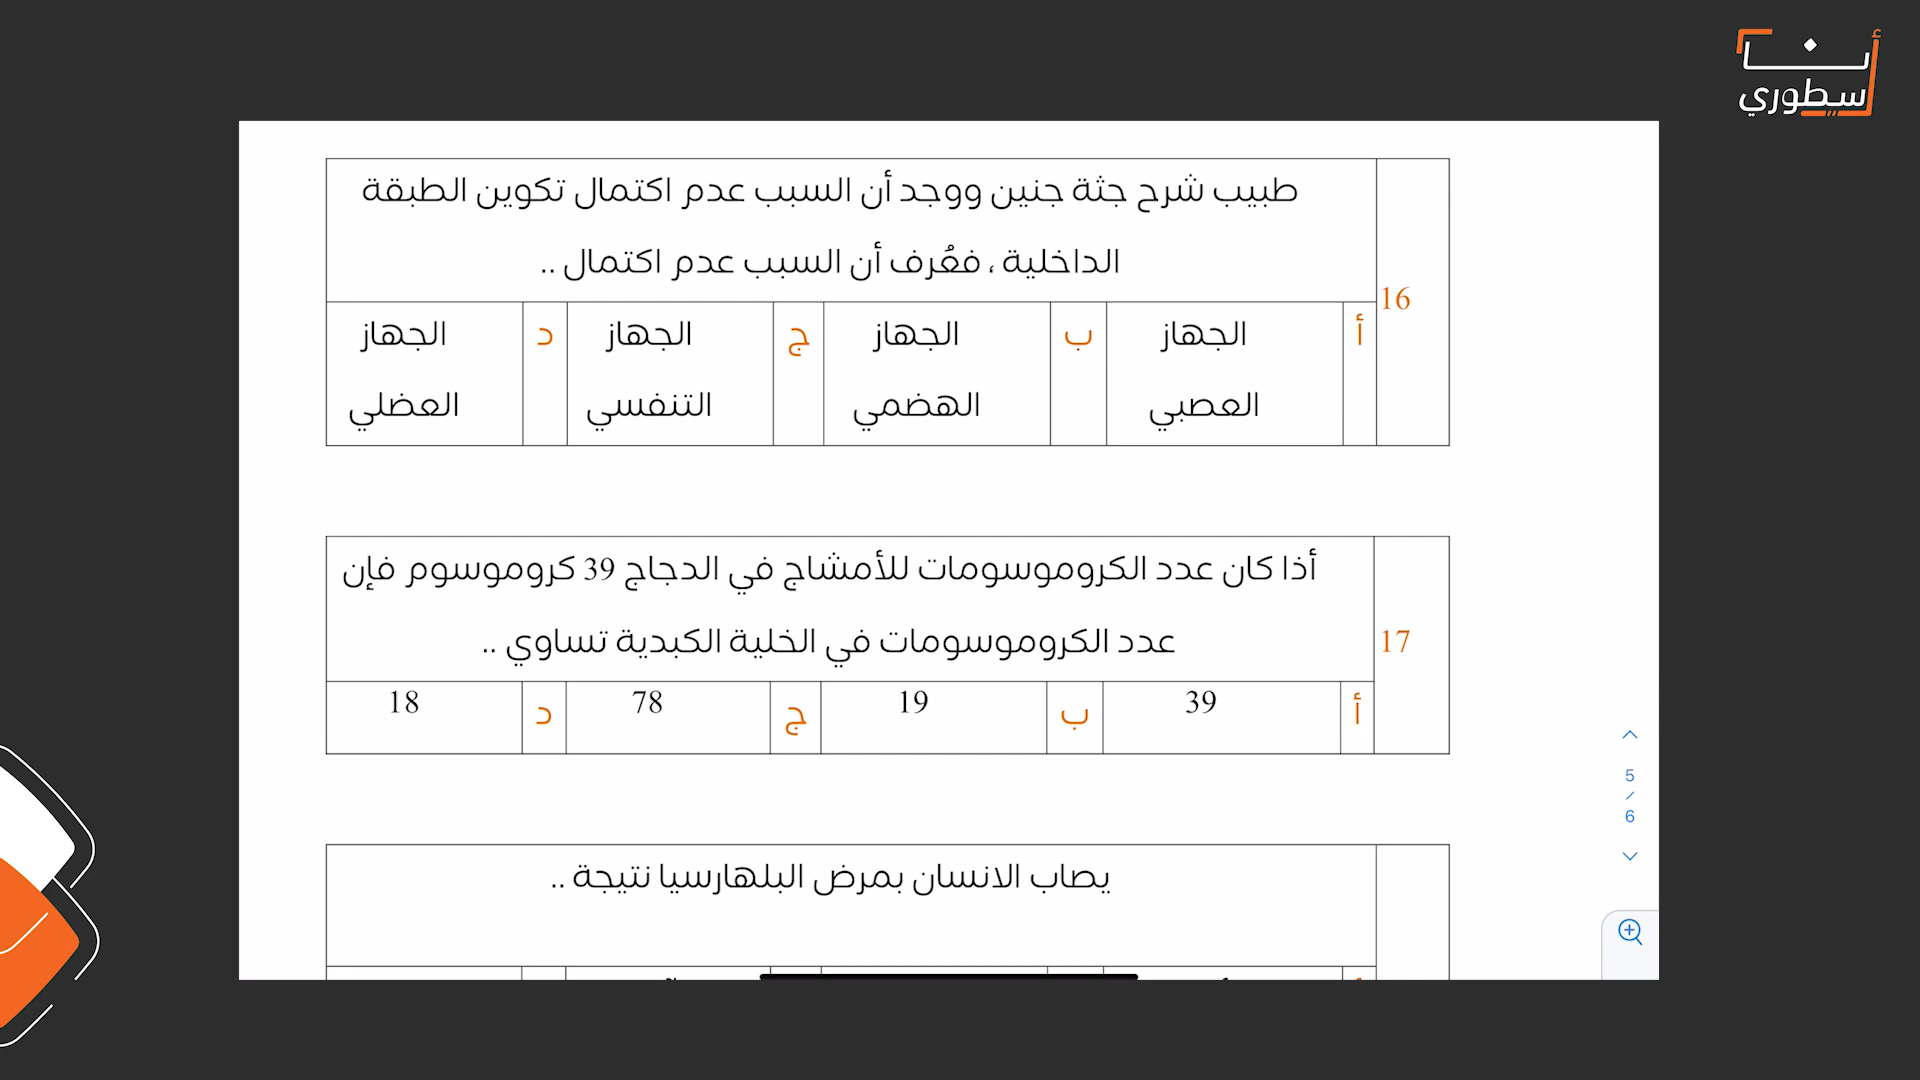 أنا
أسطوري
طبيب شرح جثة جنين ووجد أن السبب عدم اكتمال تكوين الطبقة
الداخلية ، فعُرف أن السبب عدم اكتمال ..
16
أ الجهاز العصبي ب الجهاز الهضمي ج الجهاز التنفسي د الجهاز العضلي
أذا كان عدد الكروموسومات للأمشاج في الدجاج 39 كروموسوم فإن
عدد الكروموسومات في الخلية الكبدية تساوي ..
17
أ 39 ب 19 ج 78 د 18
يصاب الانسان بمرض البلهارسيا نتيجة ..
5
/
6